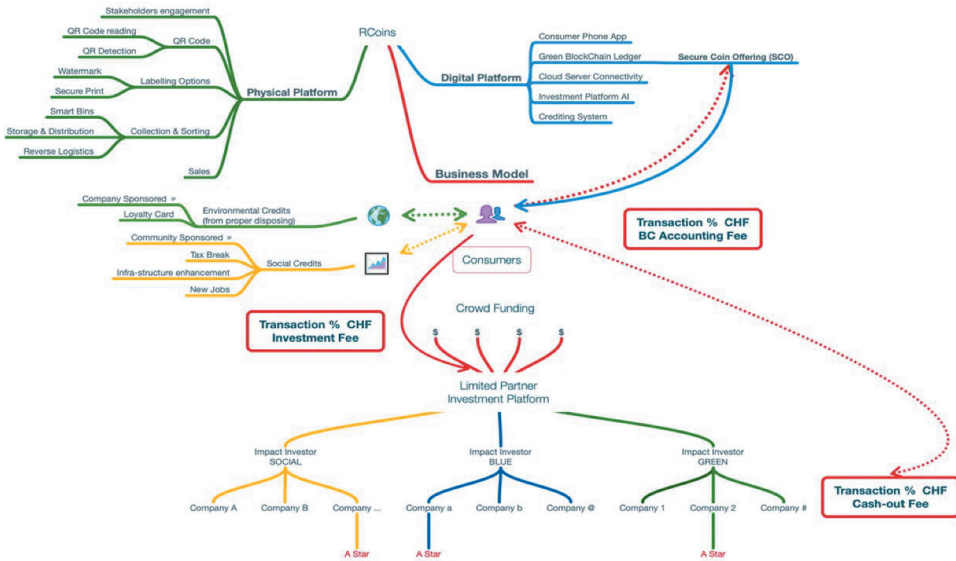 Stakeholders engagement
RCoins
QR Code reading
QR Code
QR Detection
Watermark
Labelling Options
Secure Print
Physical Platform
Smart Bins
Storage & Distribution
Collection & Sorting
Reverse Logistics
Sales
Digital Platform
Consumer Phone App
Green BlockChain Ledger
Secure Coin Offering (SCO)
Cloud Server Connectivity
Investment Platform AI
Crediting System
Business Model
Company Sponsored
Loyalty Card
Environmental Credits
(from proper disposing)
Community Sponsored
Tax Break
Social Credits
Infra-structure enhancement
New Jobs
Consumers
Transaction % CHF
BC Accounting Fee
Transaction % CHF
Investment Fee
Crowd Funding
$ $ $ $
Limited Partner
Investment Platform
Impact Investor
SOCIAL
Impact Investor
BLUE
Impact Investor
GREEN
Transaction % CHF
Cash-out Fee
Company A
Company B
Company ...
Company a
Company b
Company @
Company 1
Company 2
Company #
A Star
A Star
A Star